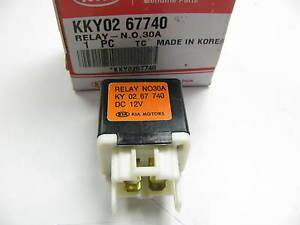 KKY02 67740
RELAY-N.O,30A
1 PC TC MADE IN KOREA
*KKY0267740*
RELAY NO30A
KY 02 67 740
DC 12V
KIA KIA MOTORS